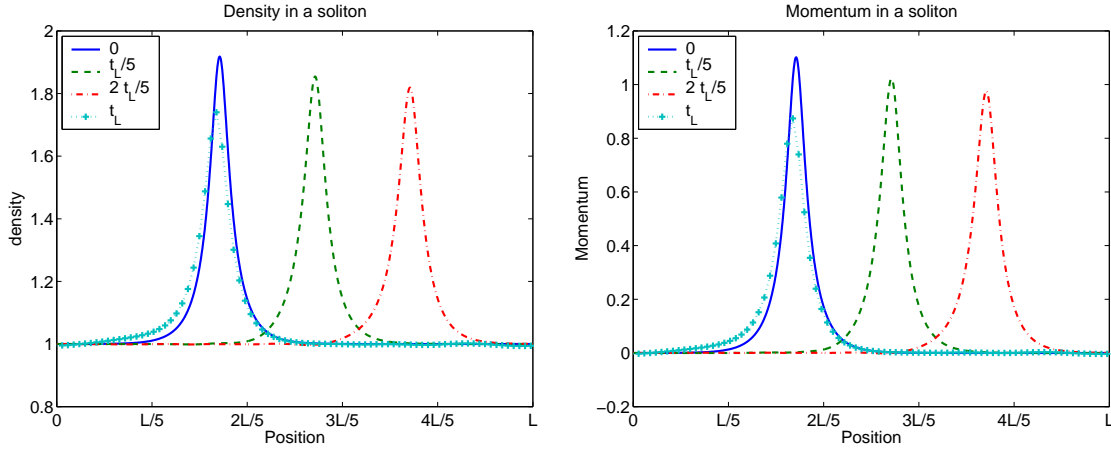 Density in a soliton
2
1.8
1.6
1.4
1.2
1
0.8
density
0
t_L/5
2 t_L/5
t_L
0 L/5 2L/5 3L/5 4L/5 L
Position
Momentum in a soliton
1.2
1
0.8
0.6
0.4
0.2
0
−0.2
Momentum
0
t_L/5
2 t_L/5
t_L
0 L/5 2L/5 3L/5 4L/5 L
Position